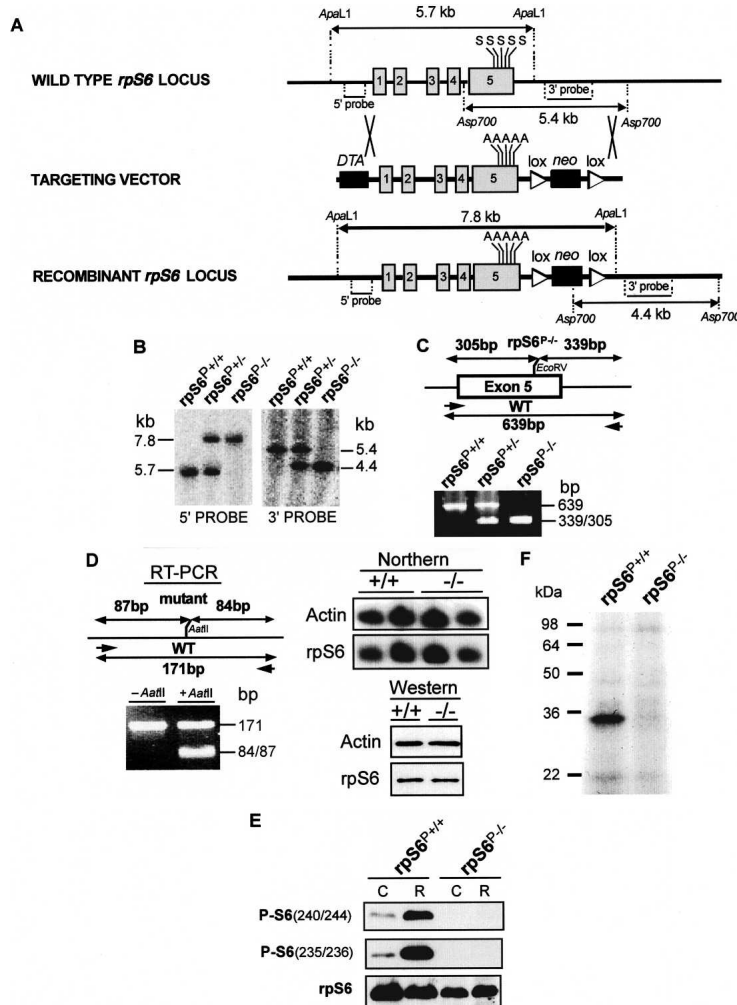 A
ApaL1 5.7 kb ApaL1
SSSSS
WILD TYPE rpS6 LOCUS
1 2 3 4 5
5' probe 3' probe
Asp700 5.4 kb Asp700
AAAAA
DTA lox neo lox
TARGETING VECTOR
1 2 3 4 5
7.8 kb
ApaL1 ApaL1
AAAAA
lox neo lox
RECOMBINANT rpS6 LOCUS
1 2 3 4 5
5' probe 3' probe
Asp700 4.4 kb Asp700
B
rpS6P+/+ rpS6P+/- rpS6P-/- rpS6P+/+ rpS6P+/- rpS6P-/-
kb kb
7.8
5.7
5.4
4.4
5' PROBE 3' PROBE
C
rpS6P-/-
305bp 339bp
EcoRV
Exon 5
WT
639bp
rpS6P+/+ rpS6P+/- rpS6P-/-
bp
639
339/305
D
RT-PCR
mutant
87bp 84bp
AatII
WT
171bp
– AatII + AatII bp
171
84/87
Northern
+/+ -/-
Actin
rpS6
Western
+/+ -/-
Actin
rpS6
F
rpS6P+/+ rpS6P-/-
kDa
98
64
50
36
22
E
rpS6P+/+ rpS6P-/-
C R C R
P-S6(240/244)
P-S6(235/236)
rpS6